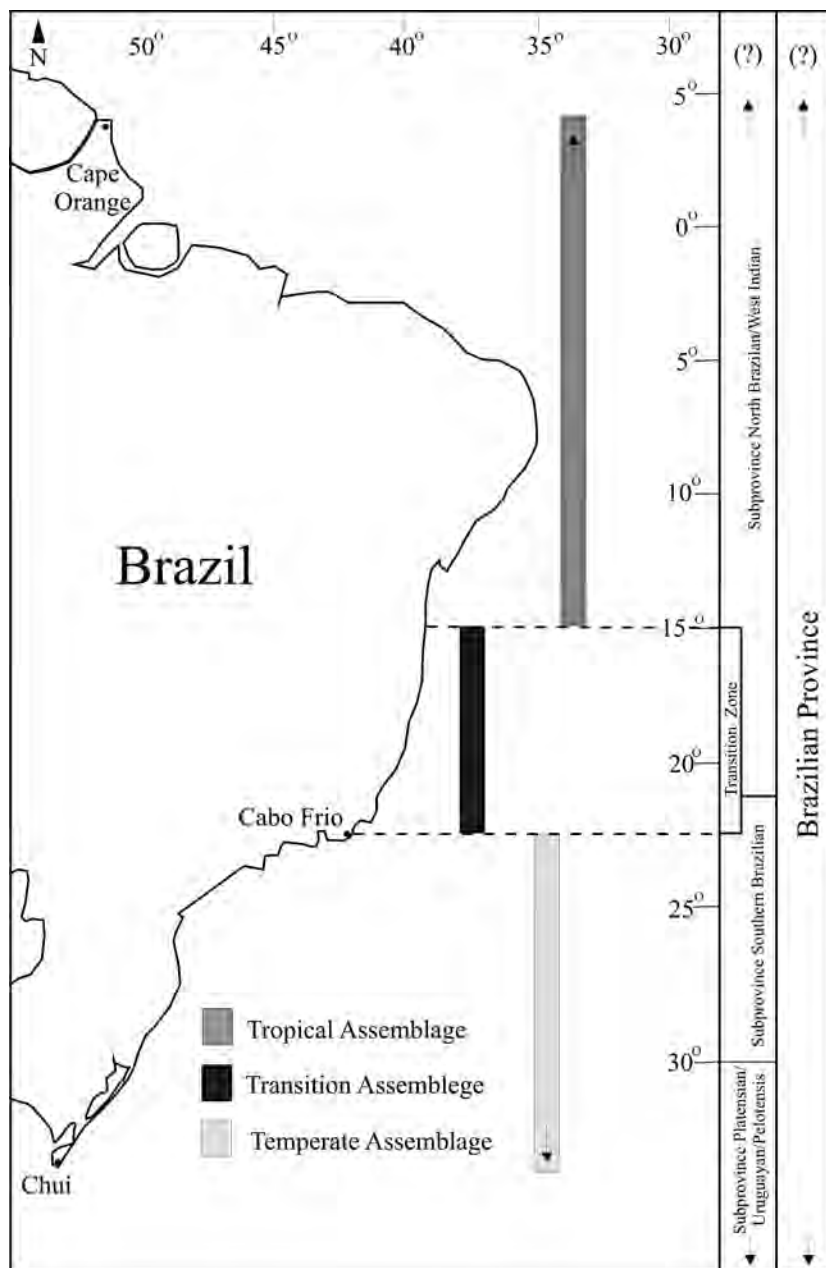 N
50°
45°
40°
35°
30°
(?)
(?)
5°
Cape
Orange
0°
5°
Subprovince North Brazilian/West Indian
10°
Brazil
15°
Transition Zone
Brazilian Province
20°
Cabo Frio
25°
Subprovince Southern Brazilian
Tropical Assemblage
30°
Transition Assemblege
Temperate Assemblage
Subprovince Platensian/
Uruguayan/Pelotensis
Chui